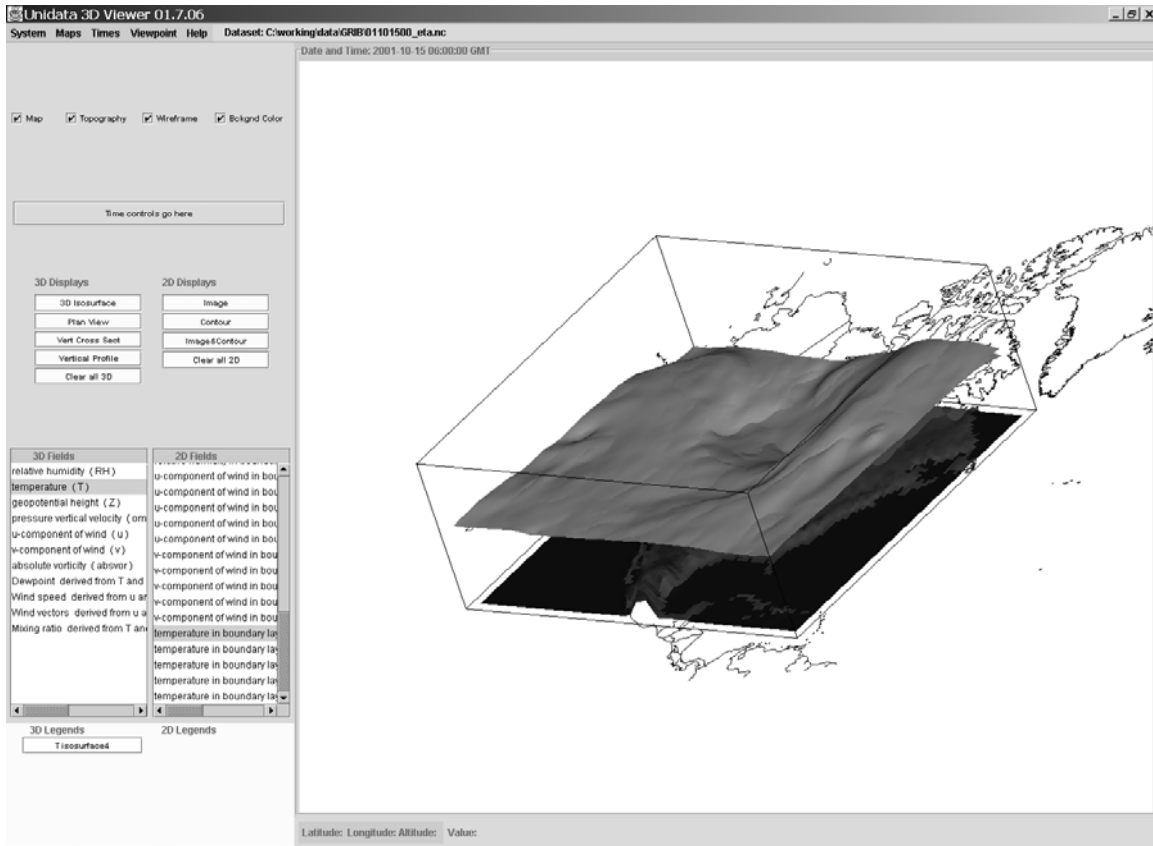 Unidata 3D Viewer 01.7.06
System Maps Times Viewpoint Help Dataset: C:\working\data\GRIB\01101500_eta.nc
Date and Time: 2001-10-15 06:00:00 GMT
Map Topography Wireframe Bckgnd Color
Time controls go here
3D Displays
3D Isosurface
Plan View
Vert Cross Sect
Vertical Profile
Clear all 3D
2D Displays
Image
Contour
Image&Contour
Clear all 2D
3D Fields
relative humidity (RH)
temperature (T)
geopotential height (Z)
pressure vertical velocity (om
u-component of wind (u)
v-component of wind (v)
absolute vorticity (absvor)
Dewpoint derived from T and
Wind speed derived from u ar
Wind vectors derived from u a
Mixing ratio derived from T and
2D Fields
u-component of wind in bou
u-component of wind in bou
u-component of wind in bou
u-component of wind in bou
u-component of wind in bou
v-component of wind in bou
v-component of wind in bou
v-component of wind in bou
v-component of wind in bou
v-component of wind in bou
temperature in boundary lay
temperature in boundary lay
temperature in boundary lay
temperature in boundary lay
temperature in boundary lay
3D Legends
T isosurface4
2D Legends
Latitude: Longitude: Altitude: Value: